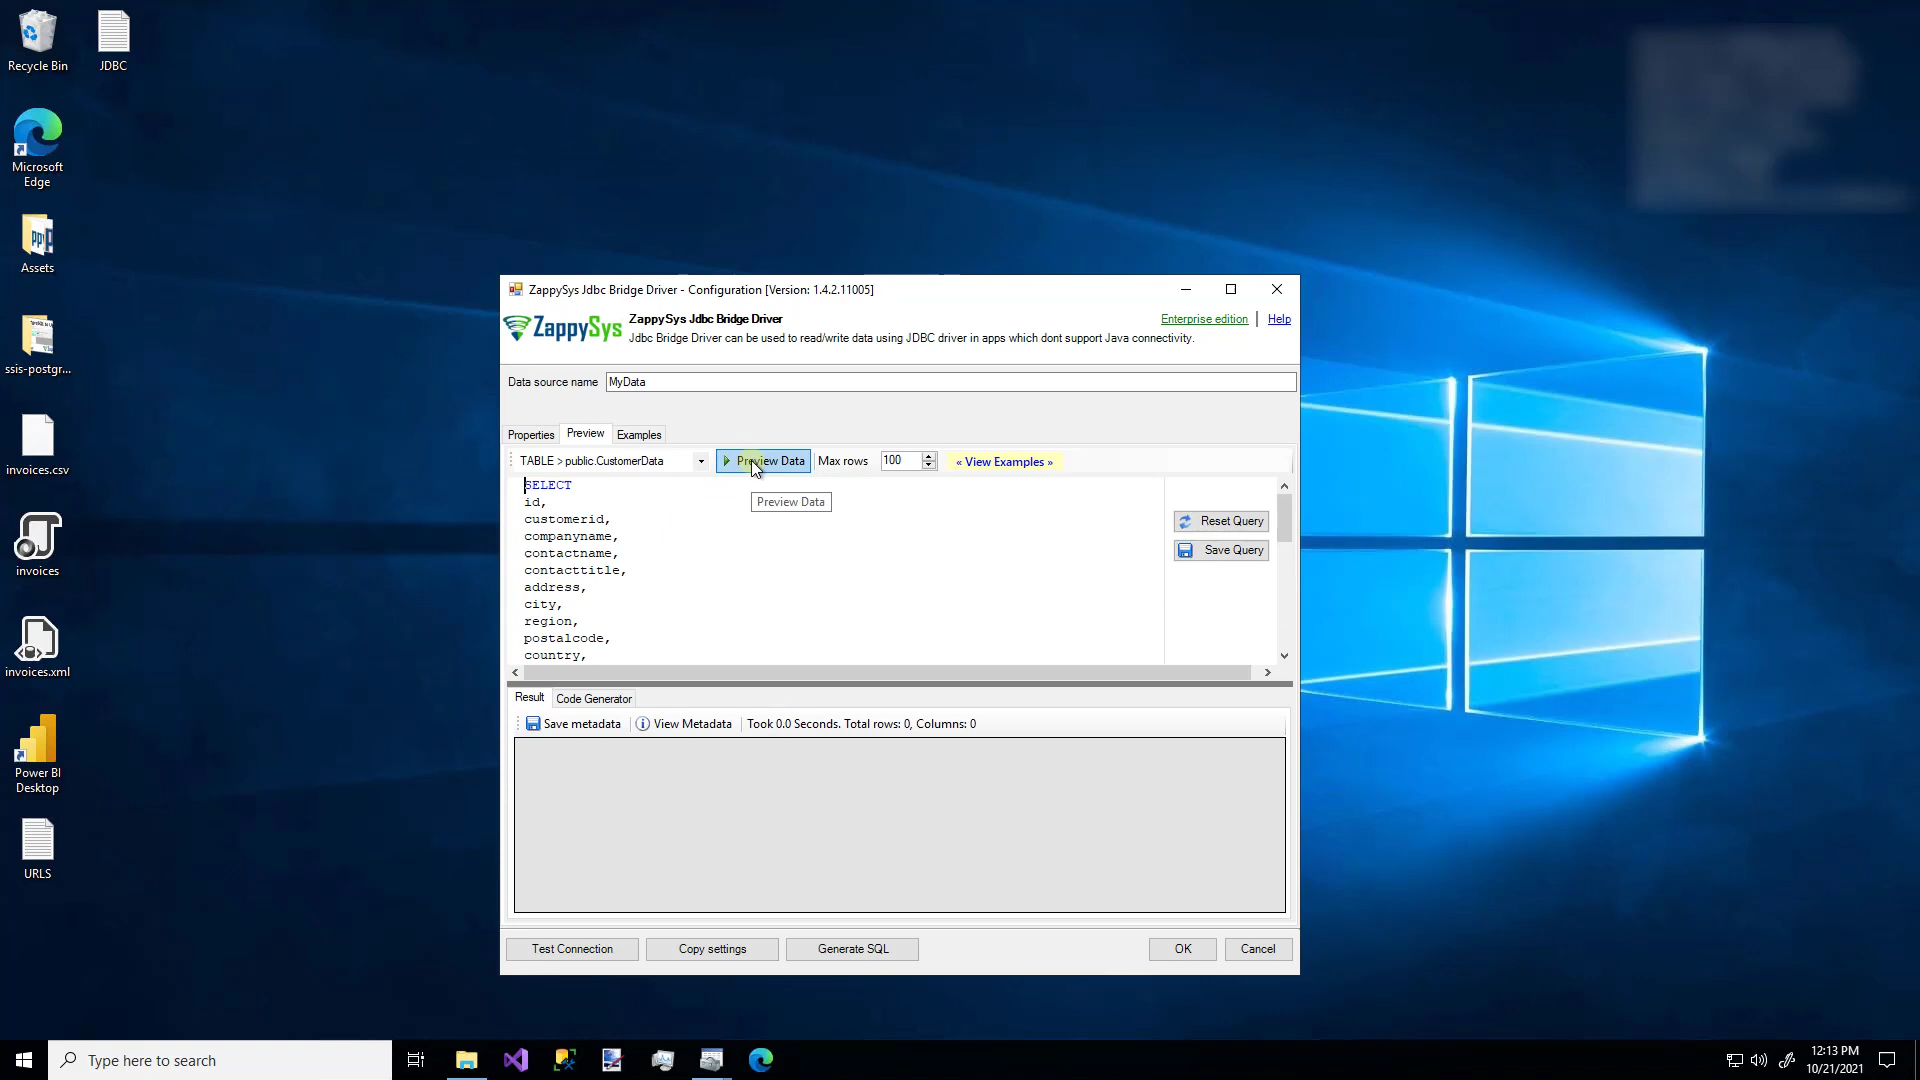 Recycle Bin
JDBC
Microsoft
Edge
Assets
ssis-postgr...
invoices.csv
invoices
invoices.xml
Power BI
Desktop
URLS
ZappySys Jdbc Bridge Driver - Configuration [Version: 1.4.2.11005]
ZappySys
ZappySys Jdbc Bridge Driver
Enterprise edition
Help
Jdbc Bridge Driver can be used to read/write data using JDBC driver in apps which dont support Java connectivity.
Data source name
MyData
Properties
Preview
Examples
TABLE > public.CustomerData
Preview Data
Max rows
100
« View Examples »
SELECT
id,
Preview Data
customerid,
companyname,
contactname,
contacttitle,
address,
city,
region,
postalcode,
country,
Reset Query
Save Query
Result
Code Generator
Save metadata
View Metadata
Took 0.0 Seconds. Total rows: 0, Columns: 0
Test Connection
Copy settings
Generate SQL
OK
Cancel
Type here to search
12:13 PM
10/21/2021